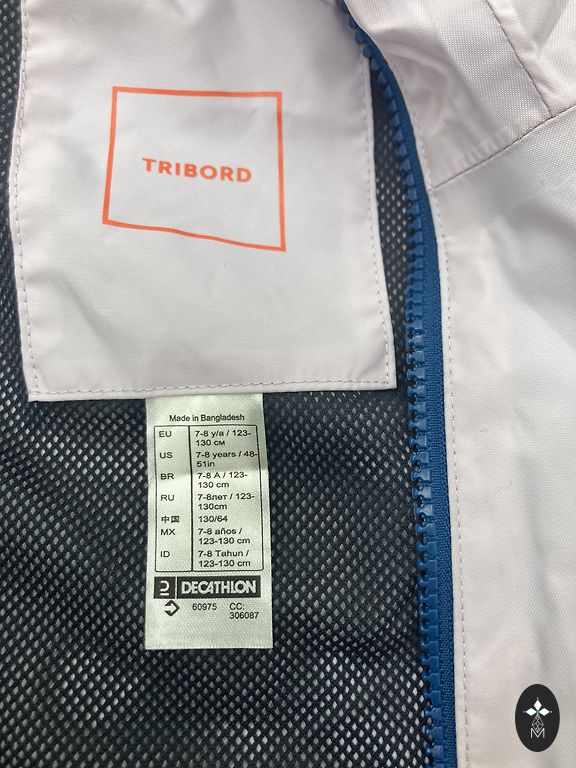 TRIBORD
Made in Bangladesh
EU 7-8 y/a / 123-
130 см
US 7-8 years / 48-
51in
BR 7-8 A / 123-
130 cm
RU 7-8лет / 123-
130cm
中国 130/64
MX 7-8 años /
123-130 cm
ID 7-8 Tahun /
123-130 cm
DECATHLON
60975 CC:
306087
M